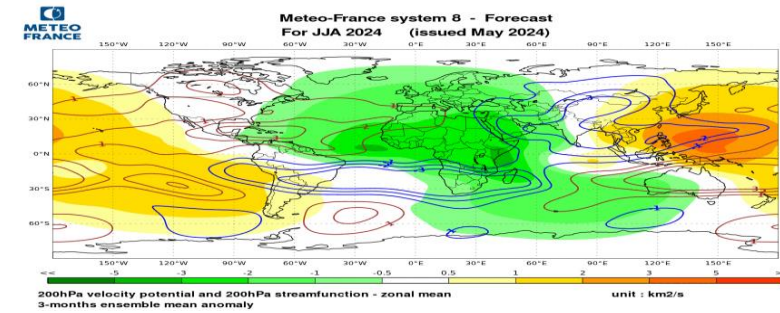 METEO
FRANCE
Meteo-France system 8 - Forecast
For JJA 2024 (issued May 2024)
150°W 120°W 90°W 60°W 30°W 0°E 30°E 60°E 90°E 120°E 150°E
60°N
30°N
0°N
30°S
60°S
150°W 120°W 90°W 60°W 30°W 0°E 30°E 60°E 90°E 120°E 150°E
<< -5 -3 -2 -1 -0.5 0.5 1 2 3 5
200hPa velocity potential and 200hPa streamfunction - zonal mean unit : km2/s
3-months ensemble mean anomaly